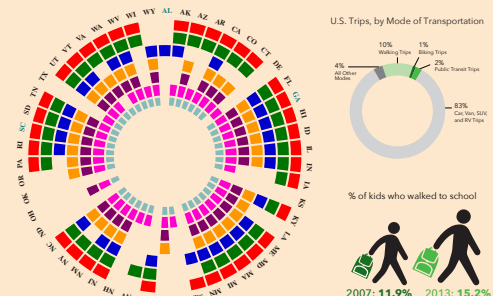 WY AL AK AZ AR CA CO CT DE FL GA HI ID IL IN IA KS KY LA ME MD MA MI MN
NH NJ NM NY NC ND OH OK OR PA RI SC SD TN TX UT VT VA WA WV WI
U.S. Trips, by Mode of Transportation
10%
Walking Trips
1%
Biking Trips
4%
All Other
Modes
2%
Public Transit Trips
83%
Car, Van, SUV,
and RV Trips
% of kids who walked to school
2007: 11.9%
2013: 15.2%